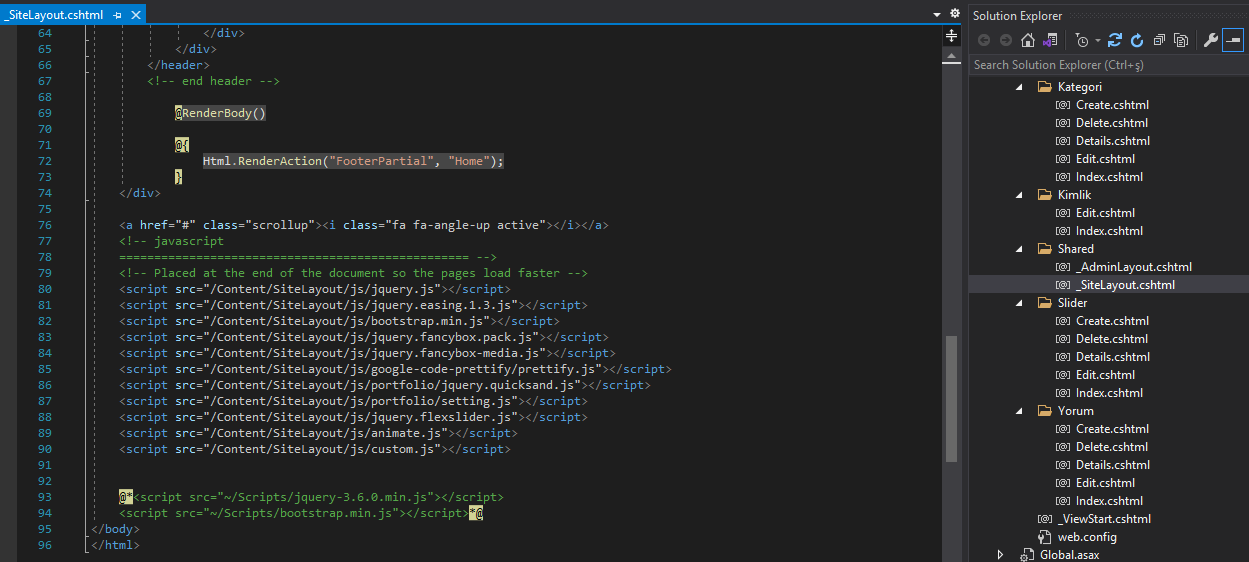 _SiteLayout.cshtml
64 </div>
65 </div>
66 </header>
67 <!-- end header -->
68
69 @RenderBody()
70
71 @{
72 Html.RenderAction("FooterPartial", "Home");
73 }
74 </div>
75
76 <a href="#" class="scrollup"><i class="fa fa-angle-up active"></i></a>
77 <!-- javascript
78 ================================================== -->
79 <!-- Placed at the end of the document so the pages load faster -->
80 <script src="/Content/SiteLayout/js/jquery.js"></script>
81 <script src="/Content/SiteLayout/js/jquery.easing.1.3.js"></script>
82 <script src="/Content/SiteLayout/js/bootstrap.min.js"></script>
83 <script src="/Content/SiteLayout/js/jquery.fancybox.pack.js"></script>
84 <script src="/Content/SiteLayout/js/jquery.fancybox-media.js"></script>
85 <script src="/Content/SiteLayout/js/google-code-prettify/prettify.js"></script>
86 <script src="/Content/SiteLayout/js/portfolio/jquery.quicksand.js"></script>
87 <script src="/Content/SiteLayout/js/portfolio/setting.js"></script>
88 <script src="/Content/SiteLayout/js/jquery.flexslider.js"></script>
89 <script src="/Content/SiteLayout/js/animate.js"></script>
90 <script src="/Content/SiteLayout/js/custom.js"></script>
91
92
93 @*<script src="~/Scripts/jquery-3.6.0.min.js"></script>
94 <script src="~/Scripts/bootstrap.min.js"></script>*@
95 </body>
96 </html>
Solution Explorer
Search Solution Explorer (Ctrl+ş)
Kategori
Create.cshtml
Delete.cshtml
Details.cshtml
Edit.cshtml
Index.cshtml
Kimlik
Edit.cshtml
Index.cshtml
Shared
_AdminLayout.cshtml
_SiteLayout.cshtml
Slider
Create.cshtml
Delete.cshtml
Details.cshtml
Edit.cshtml
Index.cshtml
Yorum
Create.cshtml
Delete.cshtml
Details.cshtml
Edit.cshtml
Index.cshtml
_ViewStart.cshtml
web.config
Global.asax